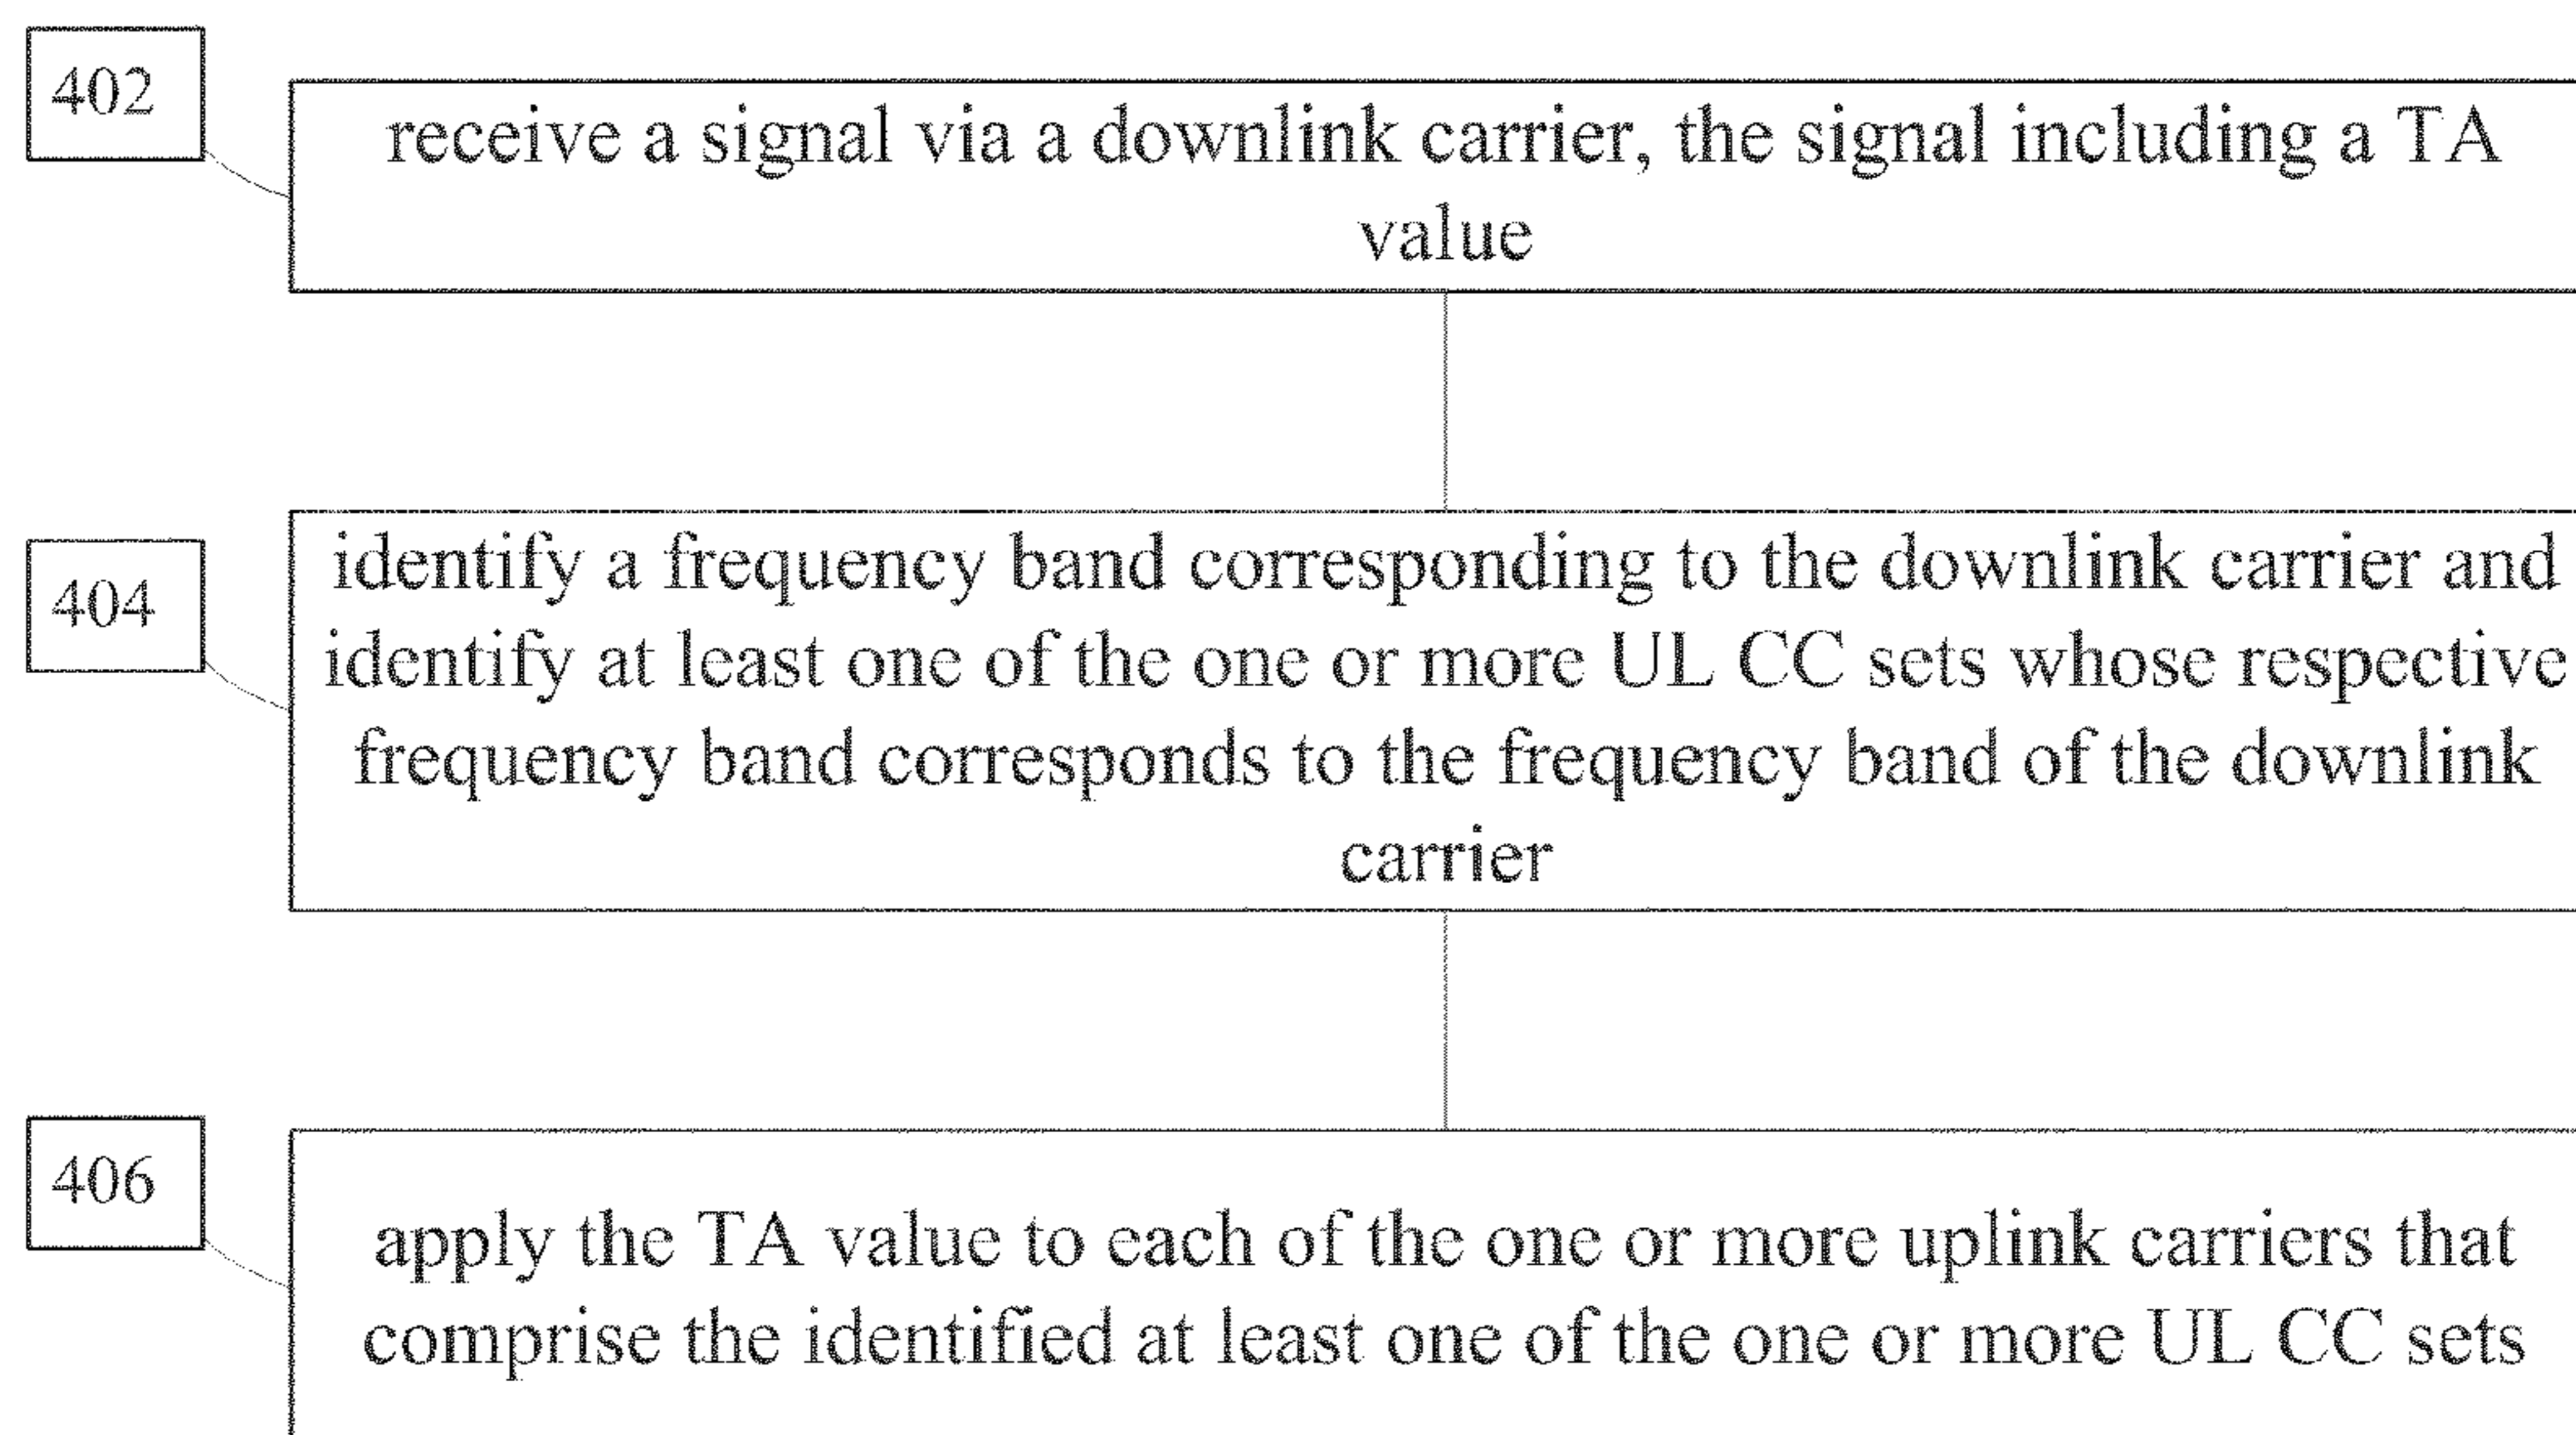 402
receive a signal via a downlink carrier, the signal including a TA
value
404
identify a frequency band corresponding to the downlink carrier and
identify at least one of the one or more UL CC sets whose respective
frequency band corresponds to the frequency band of the downlink
carrier
406
apply the TA value to each of the one or more uplink carriers that
comprise the identified at least one of the one or more UL CC sets